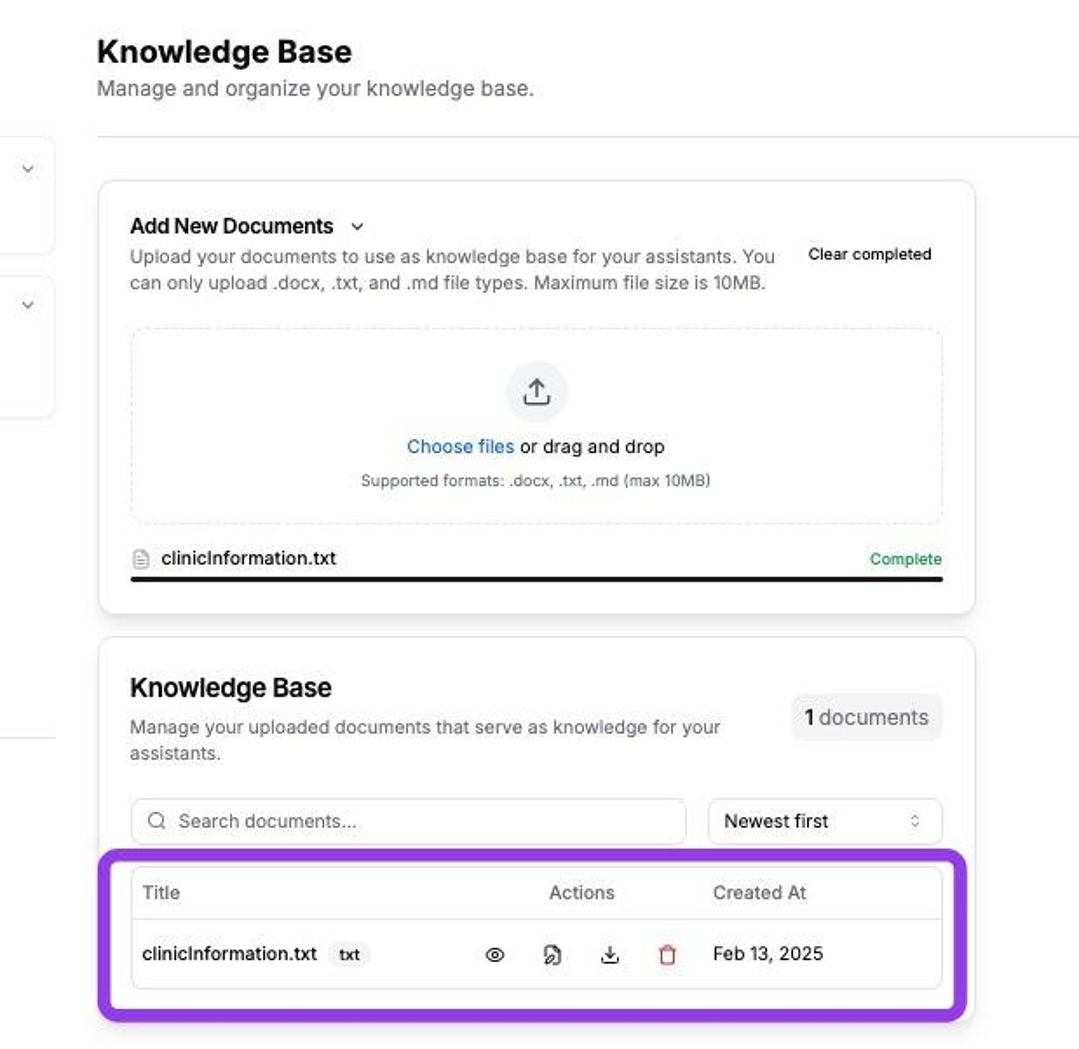 Knowledge Base
Manage and organize your knowledge base.
Add New Documents
Upload your documents to use as knowledge base for your assistants. You
can only upload .docx, .txt, and .md file types. Maximum file size is 10MB.
Clear completed
Choose files or drag and drop
Supported formats: .docx, .txt, .md (max 10MB)
clinicInformation.txt Complete
Knowledge Base
Manage your uploaded documents that serve as knowledge for your
assistants.
1 documents
Search documents... Newest first
Title Actions Created At
clinicInformation.txt txt Feb 13, 2025